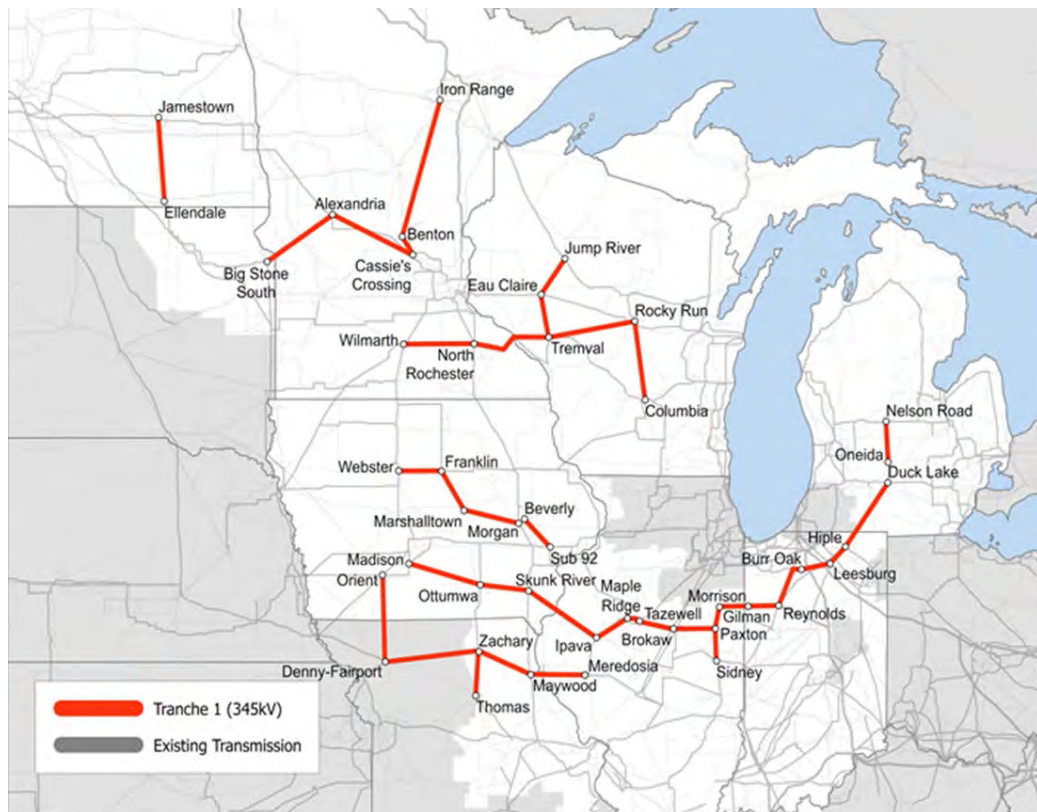 Iron Range
Jamestown
Ellendale
Alexandria
Benton
Jump River
Big Stone
South
Cassie's
Crossing
Eau Claire
Rocky Run
Wilmarth
North
Rochester
Tremval
Columbia
Nelson Road
Oneida
Duck Lake
Webster
Franklin
Marshalltown
Beverly
Morgan
Sub 92
Hiple
Burr Oak
Leesburg
Madison
Orient
Ottumwa
Skunk River
Maple
Ridge
Tazewell
Morrison
Gilman
Reynolds
Brokaw
Paxton
Ipava
Sidney
Zachary
Denny-Fairport
Meredosia
Maywood
Thomas
Tranche 1 (345kV)
Existing Transmission